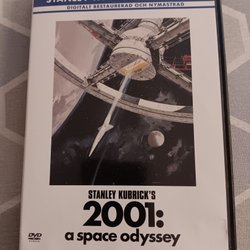 DIGITALT RESTAURERAD OCH NYMASTRAD
STANLEY KUBRICK'S
2001:
a space odyssey
DVD